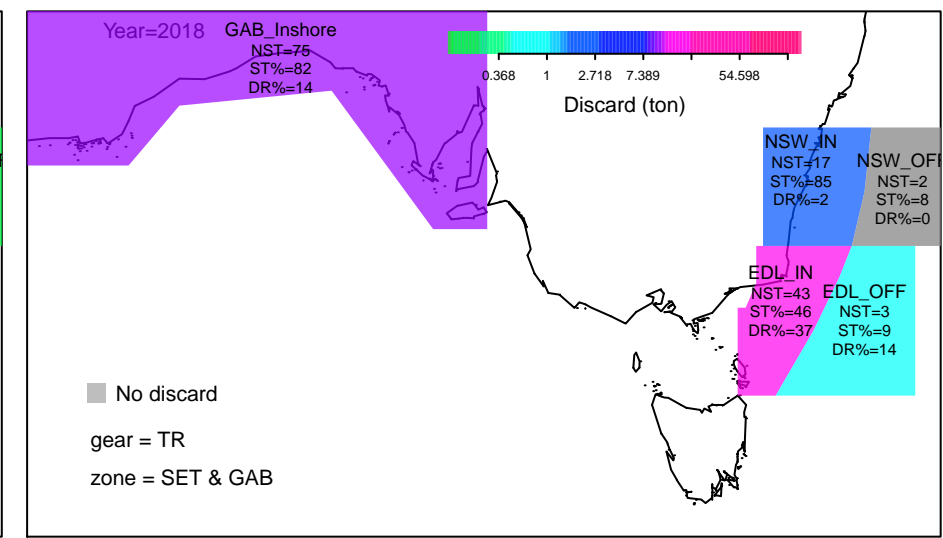 Year=2018
GAB_Inshore
NST=75
ST%=82
DR%=14
0.368 1 2.718 7.389 54.598
Discard (ton)
NSW_IN
NST=17
ST%=85
DR%=2
NSW_OFF
NST=2
ST%=8
DR%=0
EDL_IN
NST=43
ST%=46
DR%=37
EDL_OFF
NST=3
ST%=9
DR%=14
No discard
gear = TR
zone = SET & GAB